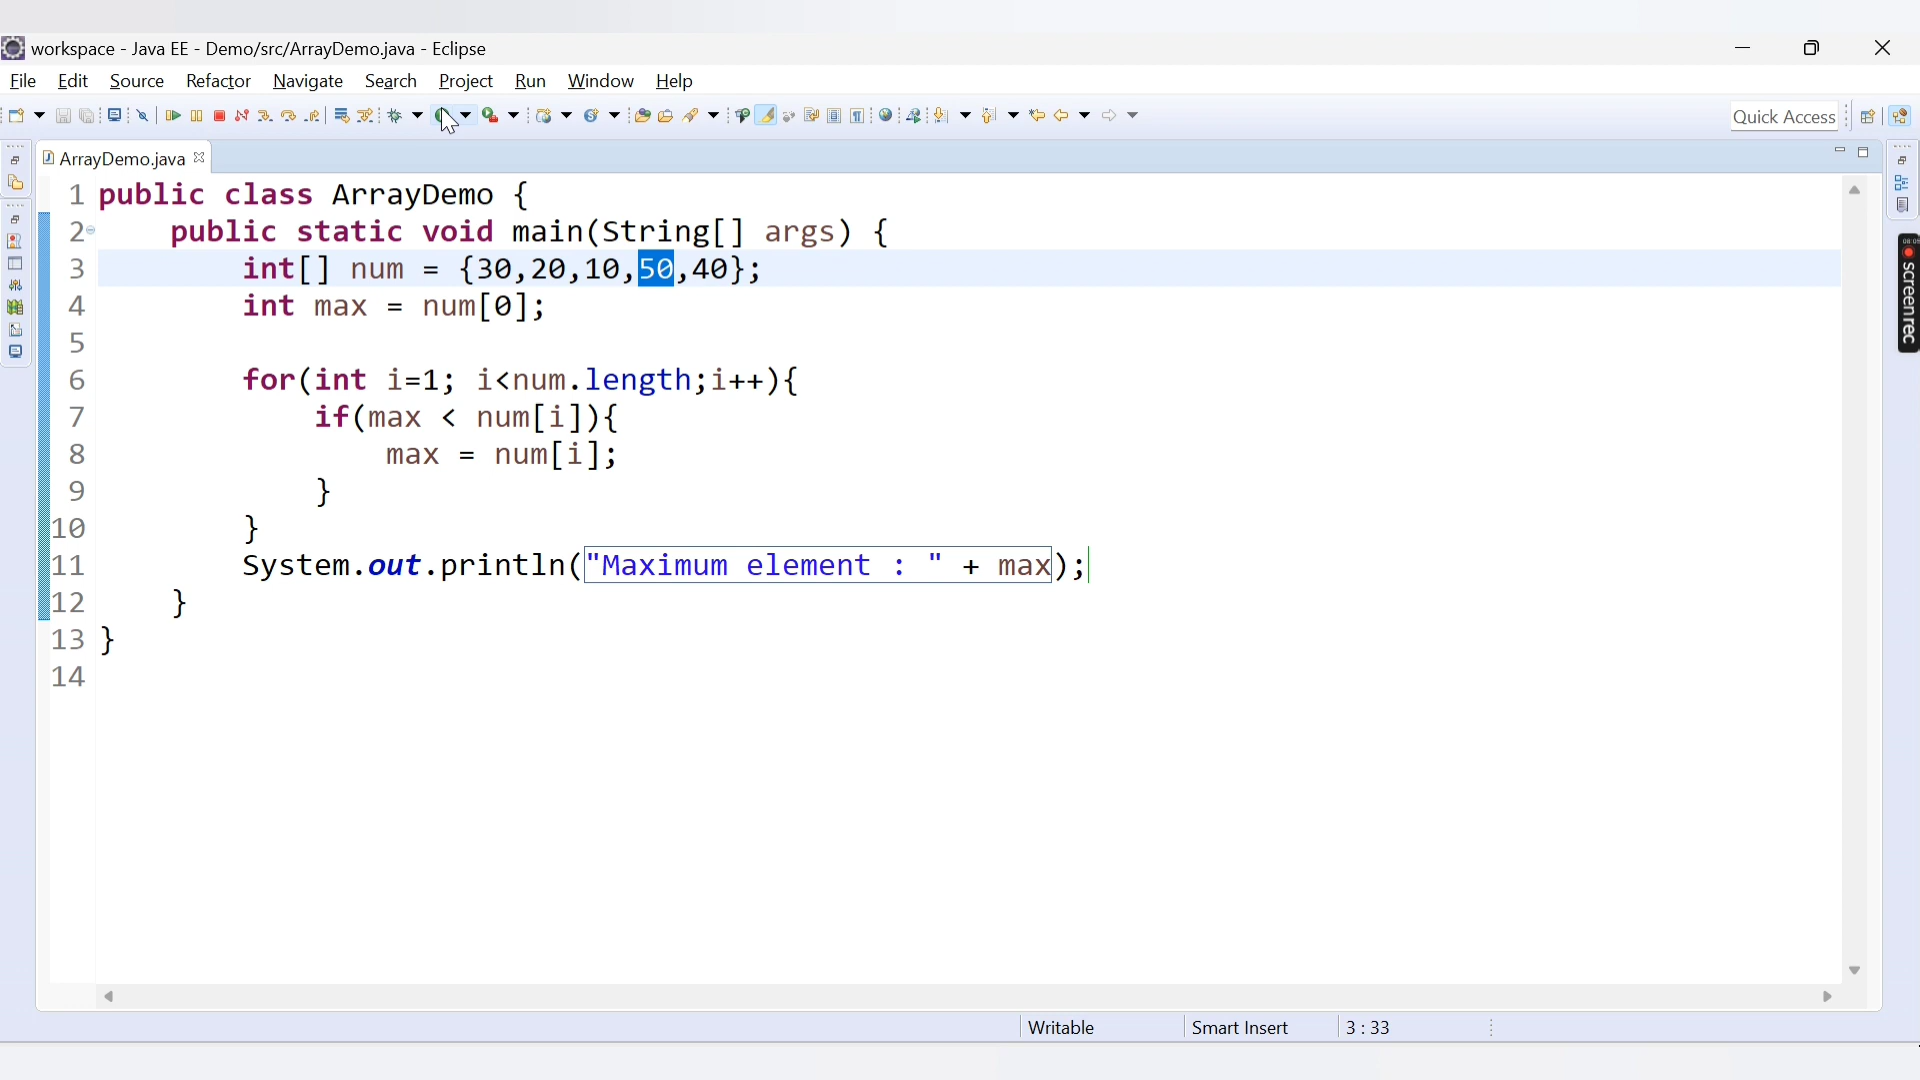 workspace - Java EE - Demo/src/ArrayDemo.java - Eclipse
File Edit Source Refactor Navigate Search Project Run Window Help
Quick Access
ArrayDemo.java
1 public class ArrayDemo {
2 public static void main(String[] args) {
3 int[] num = {30,20,10,50,40};
4 int max = num[0];
5
6 for(int i=1; i<num.length;i++){
7 if(max < num[i]){
8 max = num[i];
9 }
10 }
11 System.out.println("Maximum element : " + max);
12 }
13 }
14
screenrec
Writable Smart Insert 3 : 33